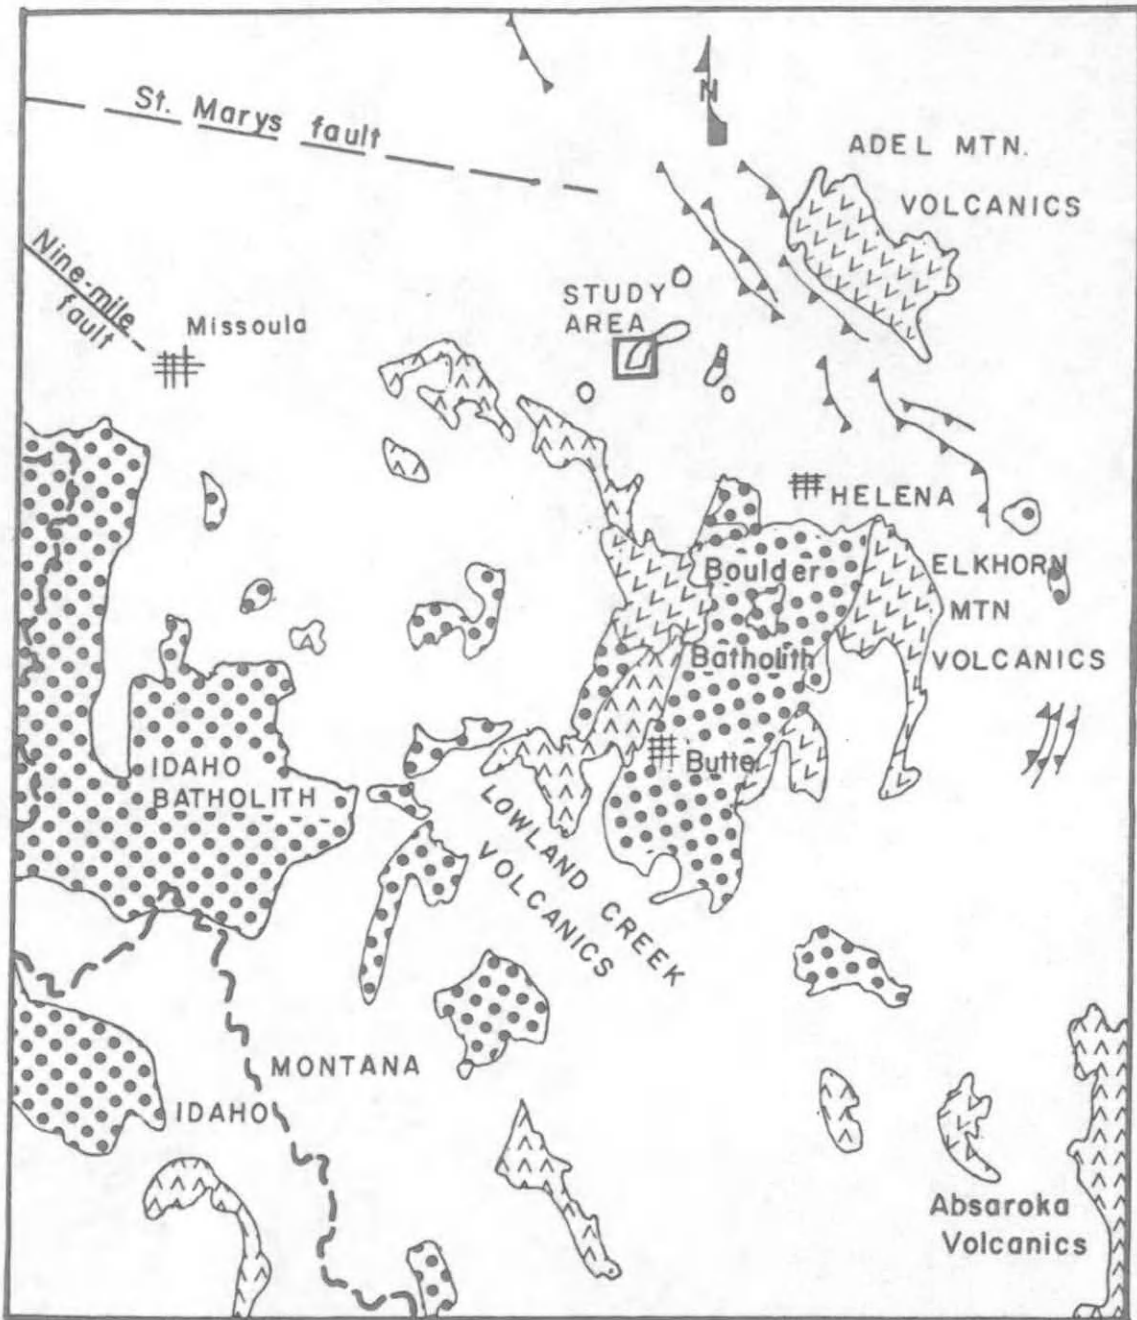 St. Marys fault
N
ADEL MTN.
VOLCANICS
Nine-mile
fault
Missoula
STUDY
AREA
HELENA
ELKHORN
MTN
VOLCANICS
Boulder
Batholith
Butte
IDAHO
BATHOLITH
LOWLAND CREEK
VOLCANICS
MONTANA
IDAHO
Absaroka
Volcanics